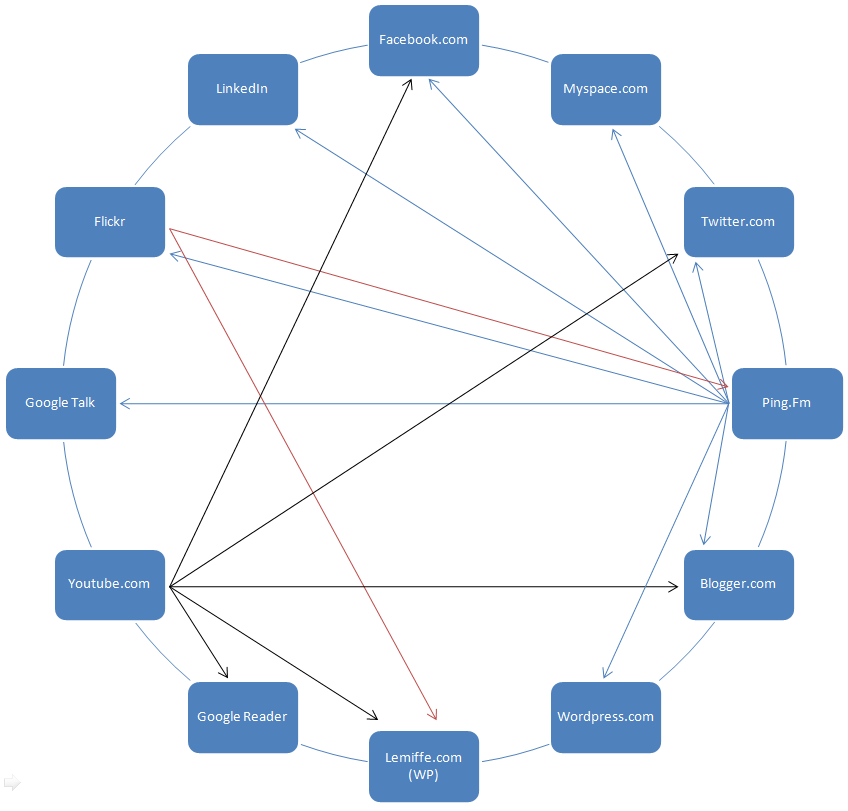 Facebook.com
LinkedIn
Myspace.com
Flickr
Twitter.com
Google Talk
Ping.Fm
Youtube.com
Blogger.com
Google Reader
Wordpress.com
Lemiffe.com
(WP)